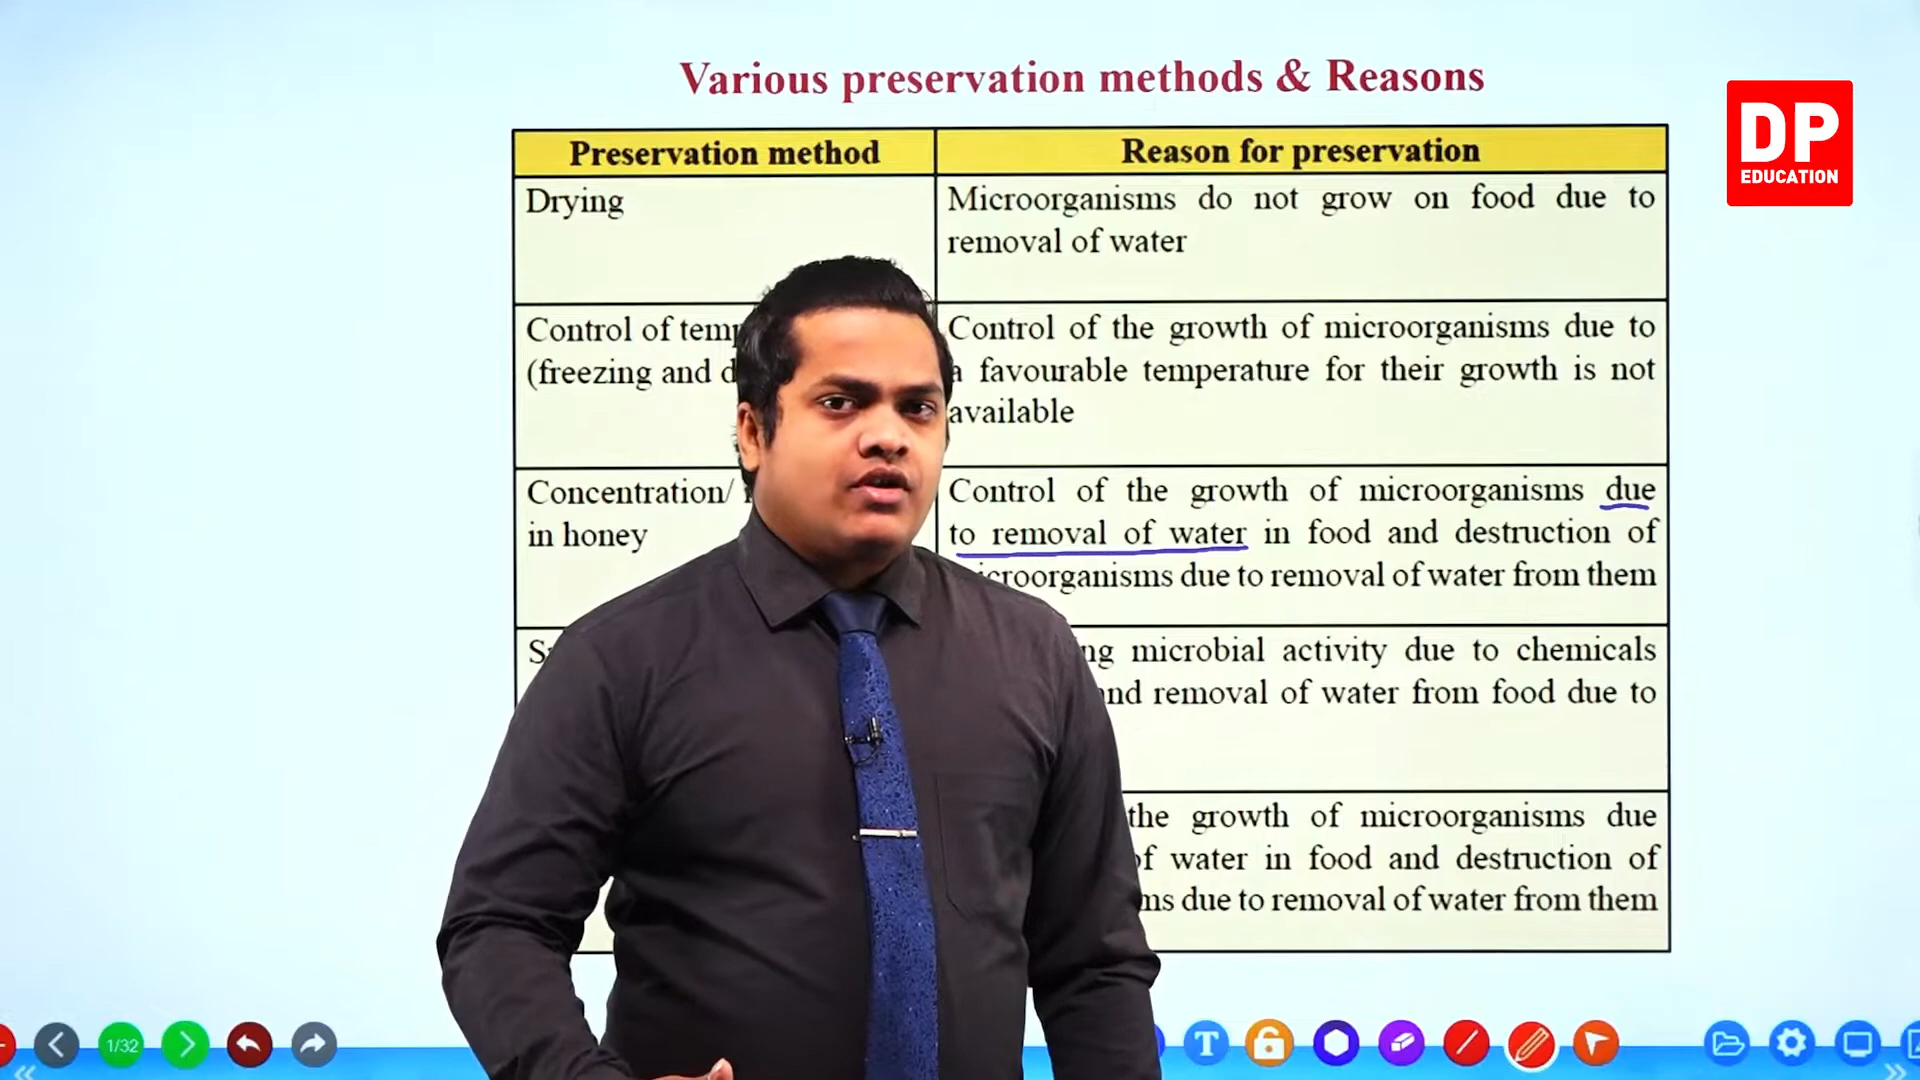 Various preservation methods & Reasons
DP
EDUCATION
Preservation method
Reason for preservation
Drying
Microorganisms do not grow on food due to
removal of water
Control of
(freezing and
Control of the growth of microorganisms due to
a favourable temperature for their growth is not
available
Concentration/
in honey
Control of the growth of microorganisms due
to removal of water in food and destruction of
microorganisms due to removal of water from them
microbial activity due to chemicals
and removal of water from food due to
the growth of microorganisms due
of water in food and destruction of
due to removal of water from them
1/32
T